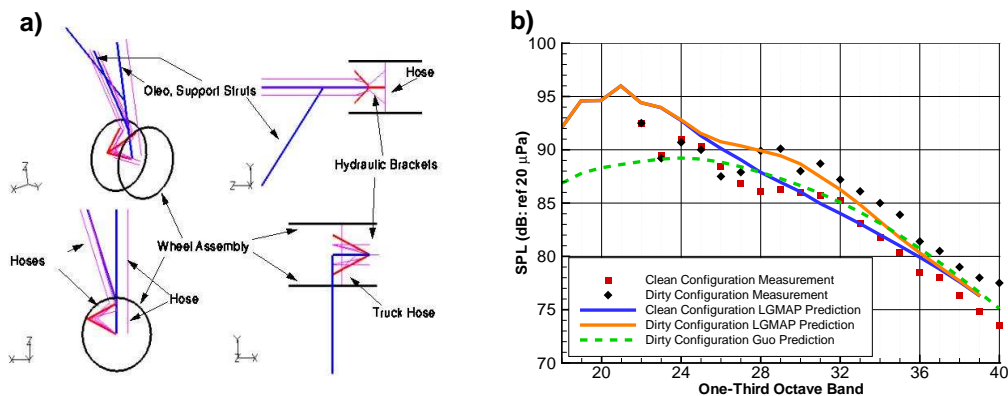 a)
Oleo, Support Struts
Hose
Hydraulic Brackets
Wheel Assembly
Hoses
Hose
Truck Hose
Z
X
Y
Y
Z
X
Z
X
Y
Y
Z
X
b)
SPL (dB: ref 20 μPa)
100
95
90
85
80
75
70
Clean Configuration Measurement
Dirty Configuration Measurement
Clean Configuration LGMAP Prediction
Dirty Configuration LGMAP Prediction
Dirty Configuration Guo Prediction
20 24 28 32 36 40
One-Third Octave Band